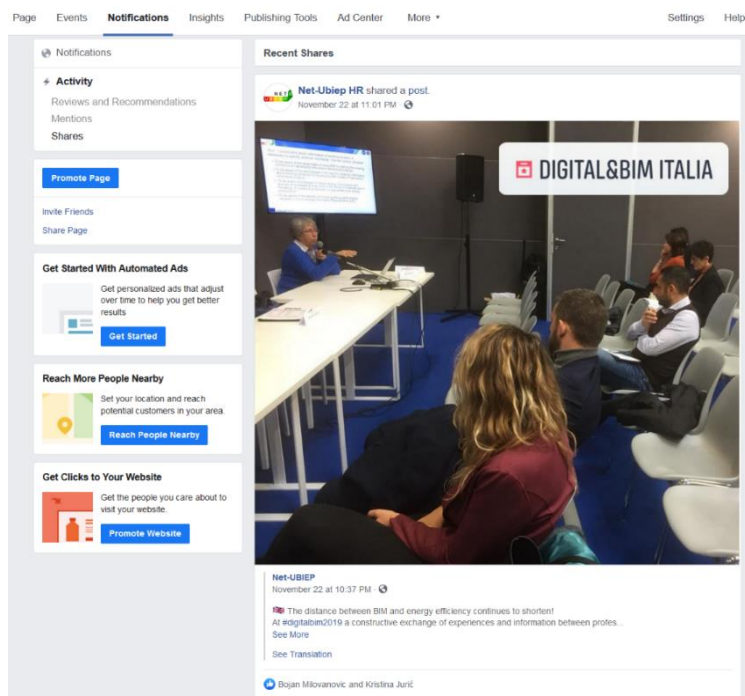 Page Events Notifications Insights Publishing Tools Ad Center More Settings Help
Notifications
Activity
Reviews and Recommendations
Mentions
Shares
Promote Page
Invite Friends
Share Page
Get Started With Automated Ads
Get personalized ads that adjust
over time to help you get better
results
Get Started
Reach More People Nearby
Set your location and reach
potential customers in your area.
Reach People Nearby
Get Clicks to Your Website
Get the people you care about to
visit your website.
Promote Website
Recent Shares
Net-Ubiep HR shared a post.
November 22 at 11:01 PM ·
DIGITAL&BIM ITALIA
Net-UBIEP
November 22 at 10:37 PM ·
The distance between BIM and energy efficiency continues to shorten!
At #digitalbim2019 a constructive exchange of experiences and information between profes...
See More
See Translation
Bojan Milovanovic and Kristina Jurić